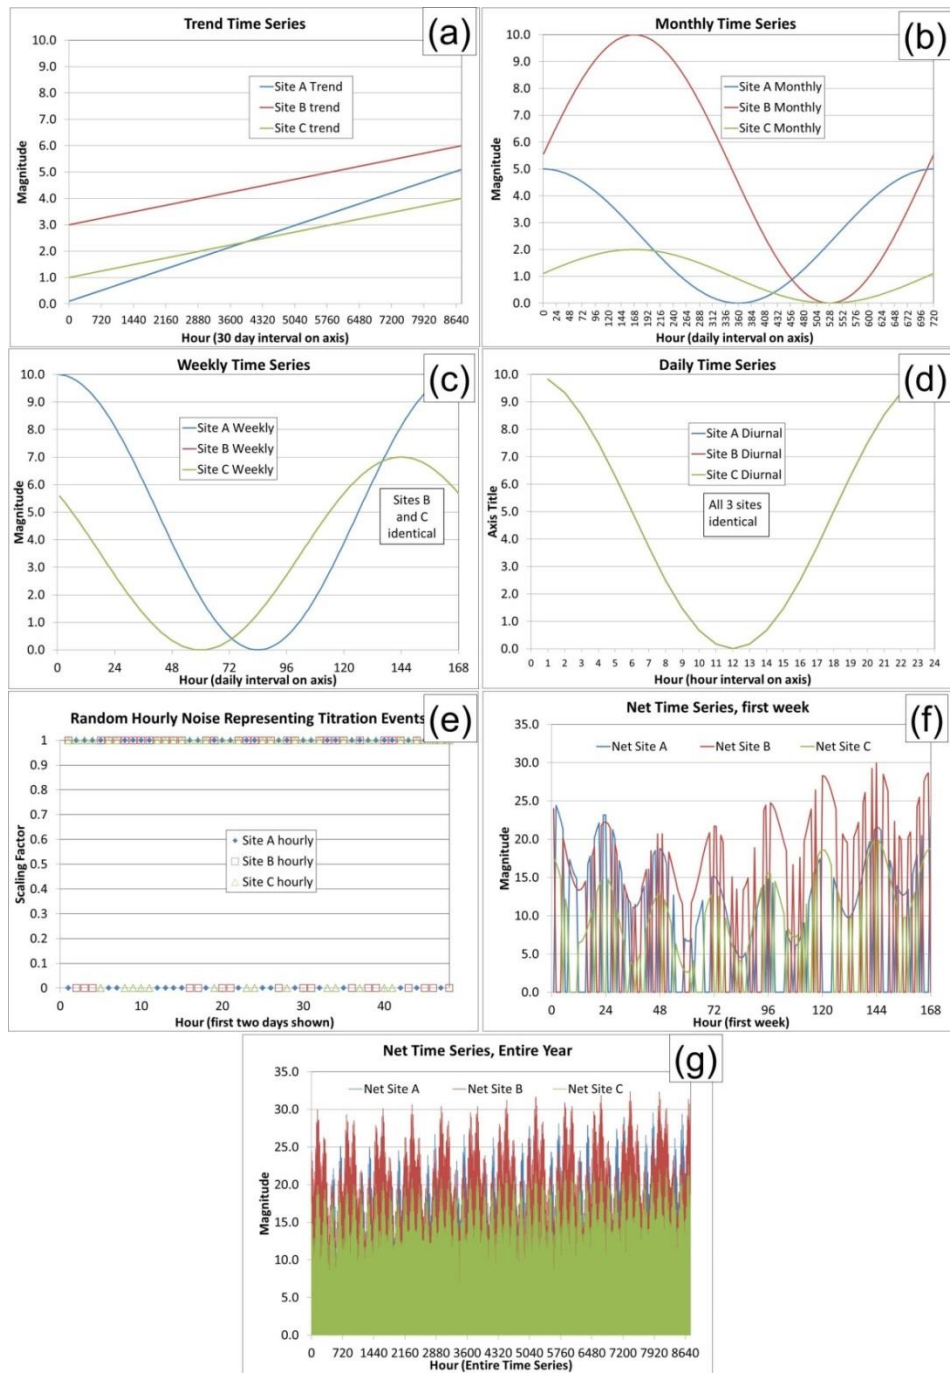 Trend Time Series
(a)
10.0
9.0
8.0
7.0
6.0
5.0
4.0
3.0
2.0
1.0
0.0
Magnitude
Site A Trend
Site B trend
Site C trend
0 720 1440 2160 2880 3600 4320 5040 5760 6480 7200 7920 8640
Hour (30 day interval on axis)
Monthly Time Series
(b)
10.0
9.0
8.0
7.0
6.0
5.0
4.0
3.0
2.0
1.0
0.0
Magnitude
Site A Monthly
Site B Monthly
Site C Monthly
0 24 48 72 96 120 144 168 192 216 240 264 288 312 336 360 384 408 432 456 480 504 528 552 576 600 624 648 672 696 720
Hour (daily interval on axis)
Weekly Time Series
(c)
10.0
9.0
8.0
7.0
6.0
5.0
4.0
3.0
2.0
1.0
0.0
Magnitude
Site A Weekly
Site B Weekly
Site C Weekly
Sites B
and C
identical
0 24 48 72 96 120 144 168
Hour (daily interval on axis)
Daily Time Series
(d)
10.0
9.0
8.0
7.0
6.0
5.0
4.0
3.0
2.0
1.0
0.0
Axis Title
Site A Diurnal
Site B Diurnal
Site C Diurnal
All 3 sites
identical
0 1 2 3 4 5 6 7 8 9 10 11 12 13 14 15 16 17 18 19 20 21 22 23 24
Hour (hour interval on axis)
Random Hourly Noise Representing Titration Events
(e)
1
0.9
0.8
0.7
0.6
0.5
0.4
0.3
0.2
0.1
0
Scaling Factor
Site A hourly
Site B hourly
Site C hourly
0 10 20 30 40
Hour (first two days shown)
Net Time Series, first week
(f)
35.0
30.0
25.0
20.0
15.0
10.0
5.0
0.0
Magnitude
Net Site A Net Site B Net Site C
0 24 48 72 96 120 144 168
Hour (first week)
Net Time Series, Entire Year
(g)
35.0
30.0
25.0
20.0
15.0
10.0
5.0
0.0
Magnitude
Net Site A Net Site B Net Site C
0 720 1440 2160 2880 3600 4320 5040 5760 6480 7200 7920 8640
Hour (Entire Time Series)